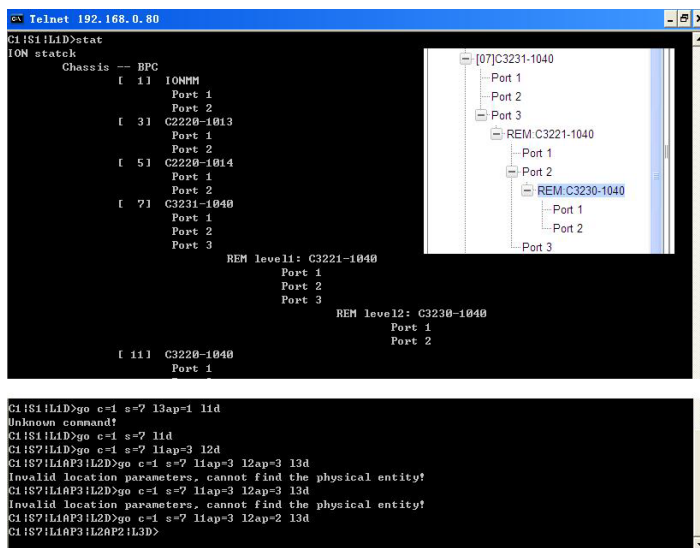 Telnet 192.168.0.80
C1|S1|L1D>stat
ION statck
Chassis -- BPC
[ 1] IONMM
Port 1
Port 2
[ 3] C2220-1013
Port 1
Port 2
[ 5] C2220-1014
Port 1
Port 2
[ 7] C3231-1040
Port 1
Port 2
Port 3
REM level1: C3221-1040
Port 1
Port 2
Port 3
REM level2: C3230-1040
Port 1
Port 2
[ 11] C3220-1040
Port 1
[07]C3231-1040
Port 1
Port 2
Port 3
REM:C3221-1040
Port 1
Port 2
REM:C3230-1040
Port 1
Port 2
Port 3
C1|S1|L1D>go c=1 s=7 l3ap=1 l1d
Unknown command!
C1|S1|L1D>go c=1 s=7 l1d
C1|S7|L1D>go c=1 s=7 l1ap=3 l2d
C1|S7|L1AP3|L2D>go c=1 s=7 l1ap=3 l2ap=3 l3d
Invalid location parameters, cannot find the physical entity!
C1|S7|L1AP3|L2D>go c=1 s=7 l1ap=3 l2ap=3 l3d
Invalid location parameters, cannot find the physical entity!
C1|S7|L1AP3|L2D>go c=1 s=7 l1ap=3 l2ap=2 l3d
C1|S7|L1AP3|L2AP2|L3D>